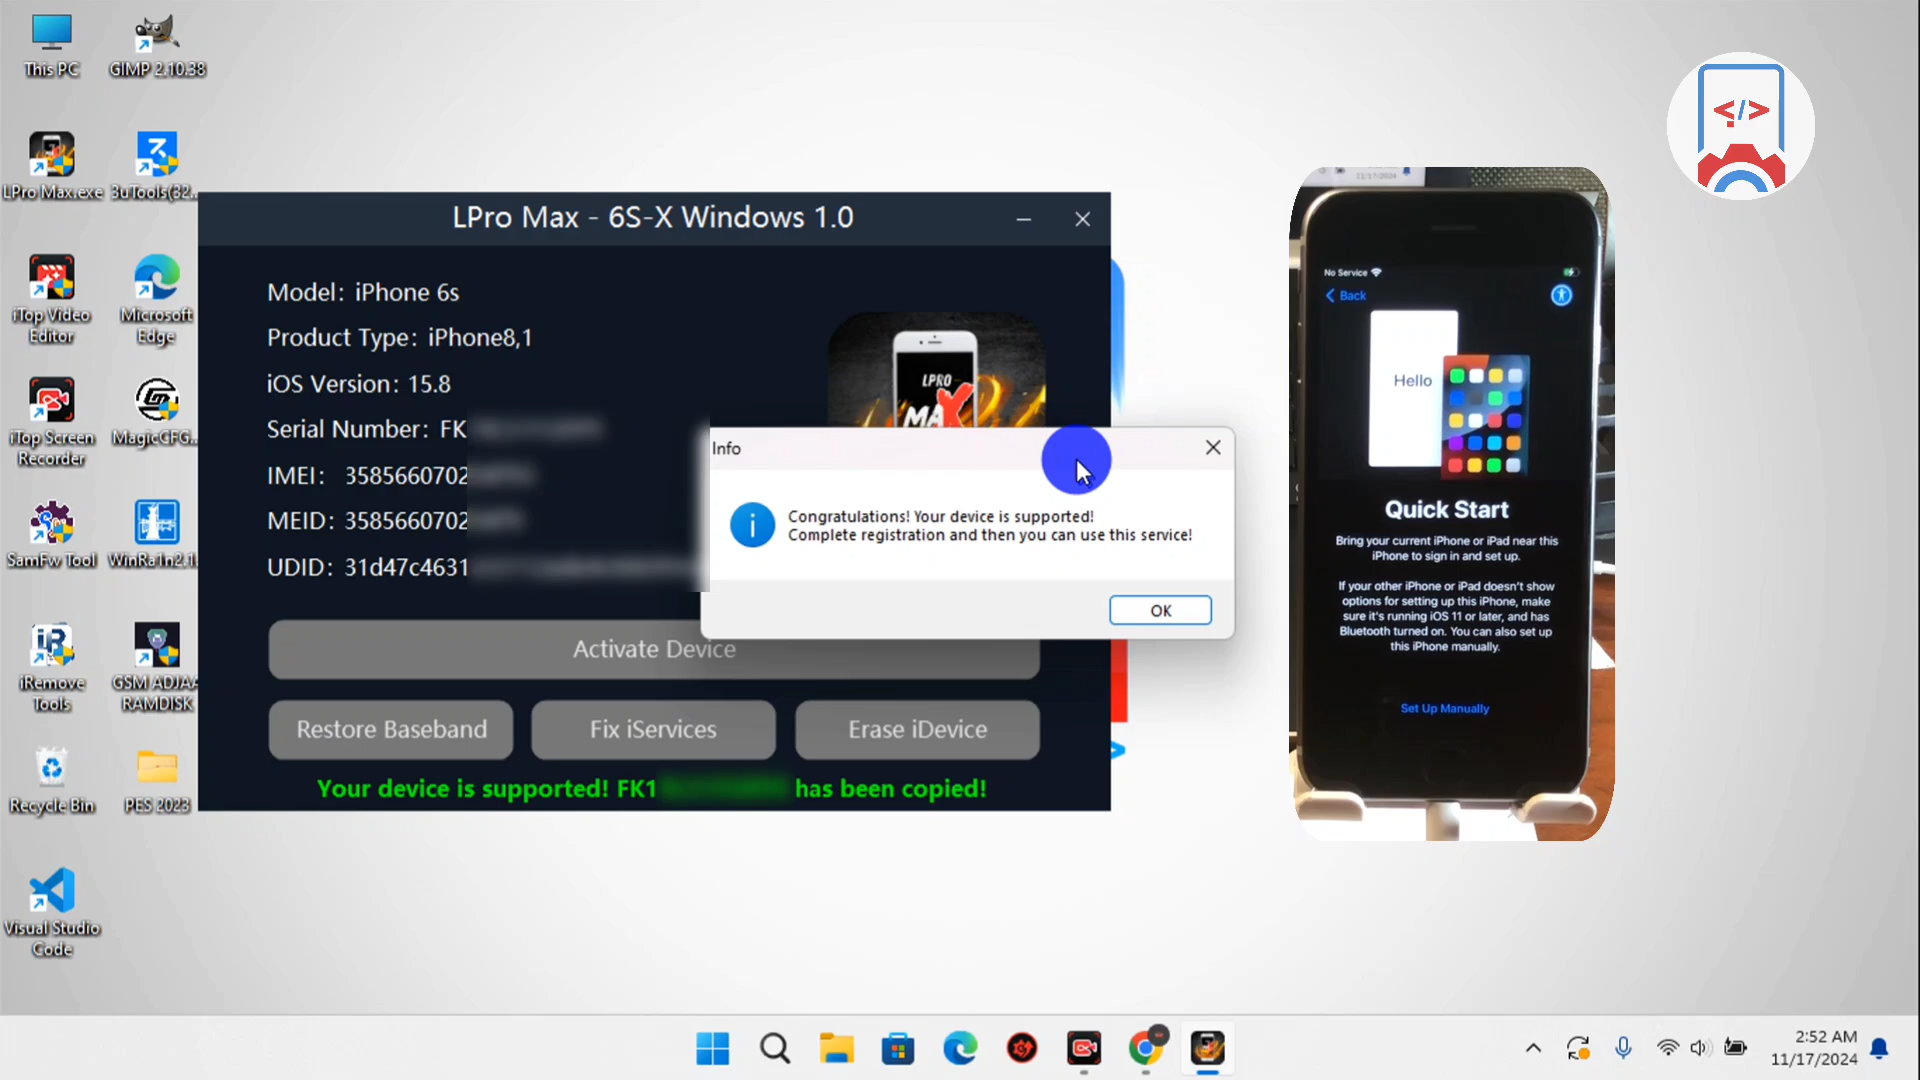 This PC
GIMP 2.10.38
LPro Max.exe
3uTools(32...
iTop Video
Editor
Microsoft
Edge
iTop Screen
Recorder
MagicCFG...
SamFw Tool
WinRa1n2.1...
iRemove
Tools
GSM ADJAA
RAMDISK
Recycle Bin
PES 2023
Visual Studio
Code
LPro Max - 6S-X Windows 1.0
Model: iPhone 6s
Product Type: iPhone8,1
iOS Version: 15.8
Serial Number: FK
IMEI: 3585660702
MEID: 3585660702
UDID: 31d47c4631
LPRO
MAX
Info
Congratulations! Your device is supported!
Complete registration and then you can use this service!
OK
Activate Device
Restore Baseband
Fix iServices
Erase iDevice
Your device is supported! FK1 has been copied!
</>
11/17/2024
No Service
Back
Hello
Quick Start
Bring your current iPhone or iPad near this
iPhone to sign in and set up.
If your other iPhone or iPad doesn't show
options for setting up this iPhone, make
sure it's running iOS 11 or later, and has
Bluetooth turned on. You can also set up
this iPhone manually.
Set Up Manually
2:52 AM
11/17/2024